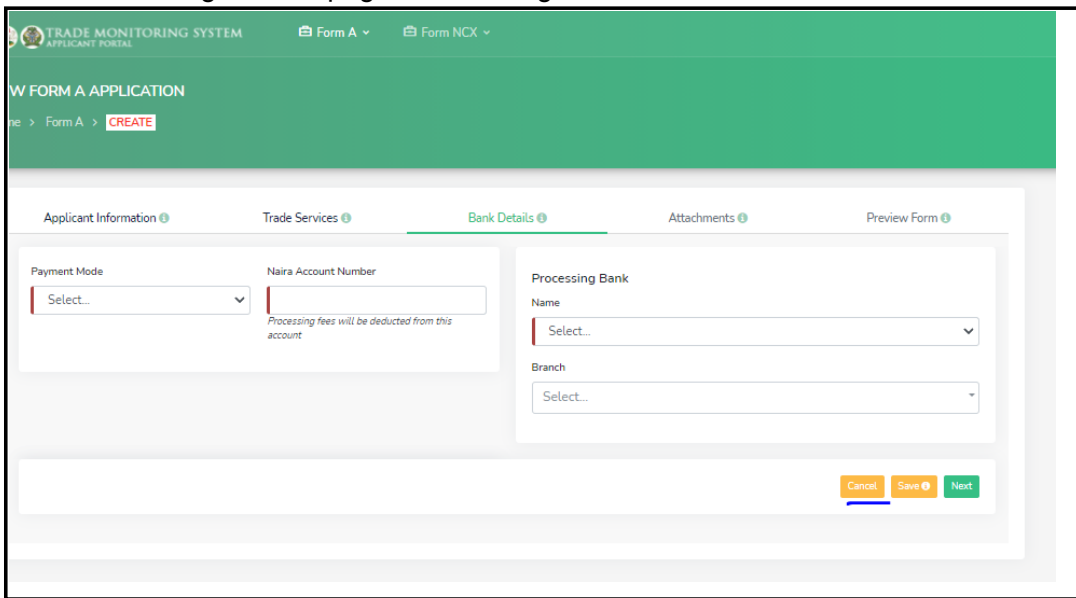 TRADE MONITORING SYSTEM
APPLICANT PORTAL
Form A
Form NCX
W FORM A APPLICATION
me > Form A > CREATE
Applicant Information
Trade Services
Bank Details
Attachments
Preview Form
Payment Mode
Select...
Naira Account Number
Processing fees will be deducted from this
account
Processing Bank
Name
Select...
Branch
Select...
Cancel
Save
Next